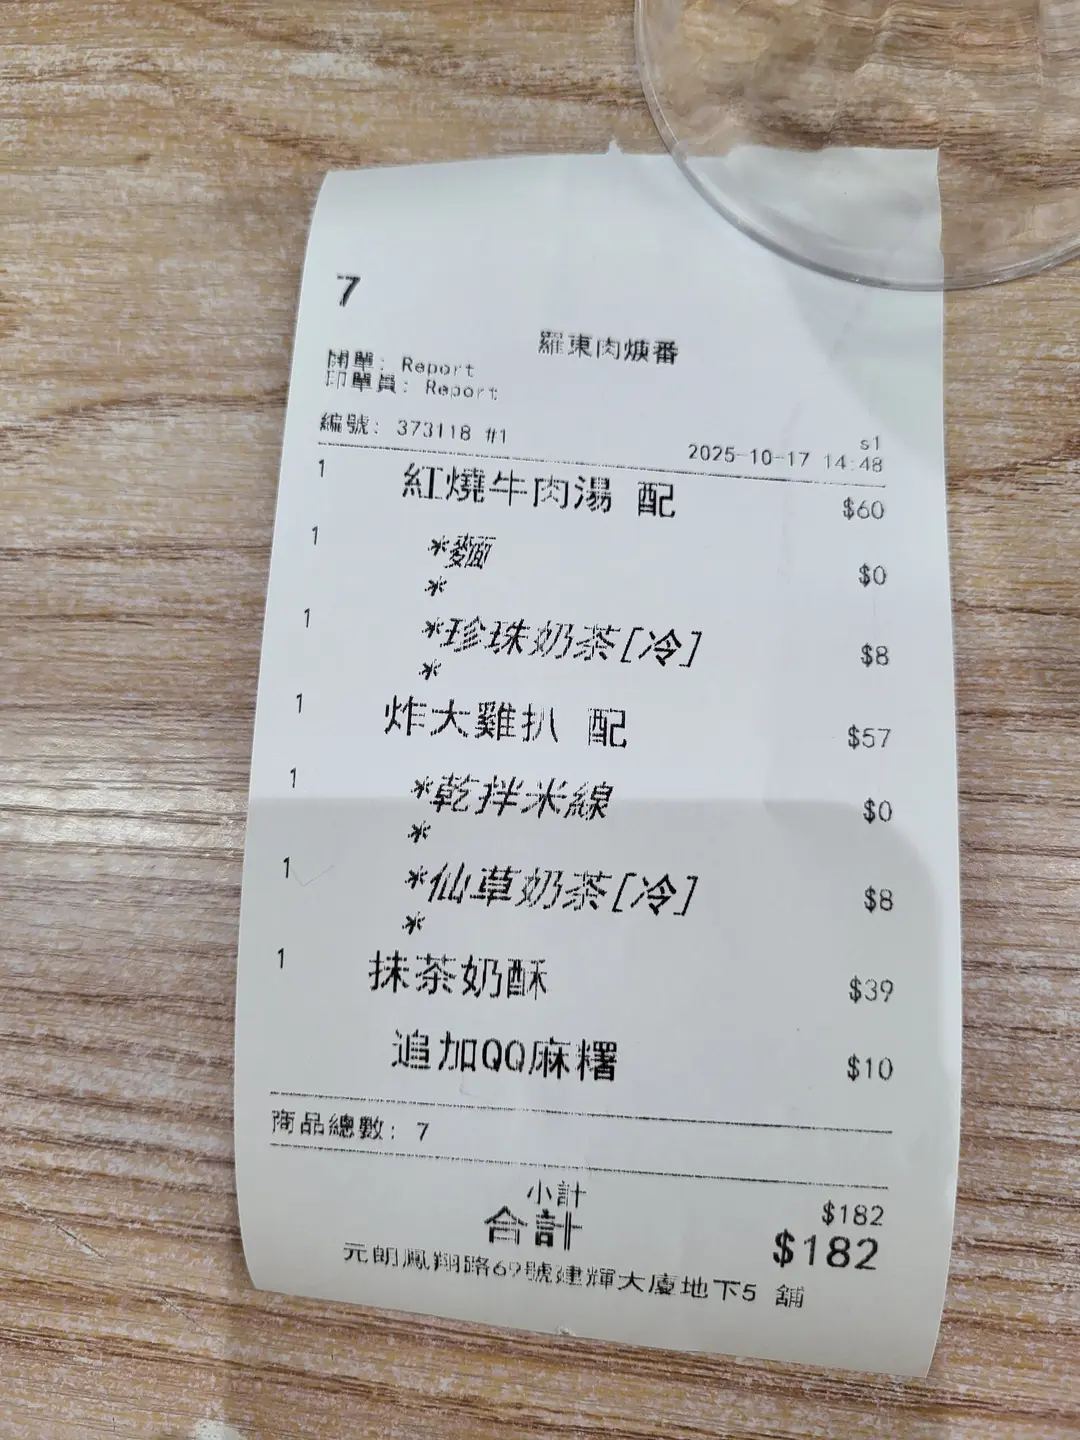 7
羅東肉焿番
開單: Report
印單員: Report
編號: 373118 #1
s1
2025-10-17 14:48
1 紅燒牛肉湯 配 $60
1 *麵 $0
*
1 *珍珠奶茶[冷] $8
*
1 炸大雞扒 配 $57
1 *乾拌米線 $0
*
1 *仙草奶茶[冷] $8
*
1 抹茶奶酥 $39
追加QQ麻糬 $10
商品總數: 7
小計 $182
合計 $182
元朗鳳翔路69號建輝大廈地下5 舖